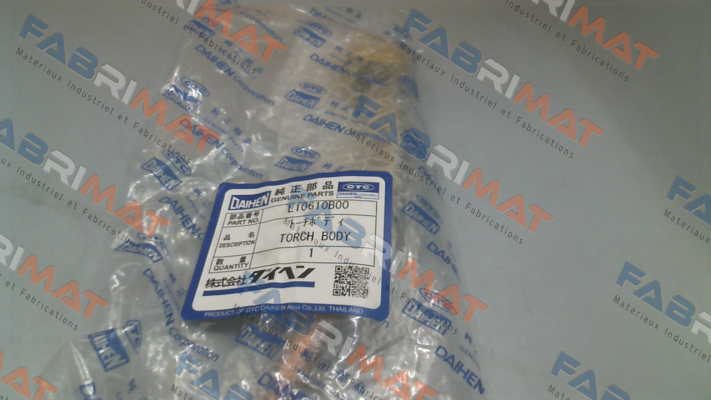 DAIHEN
純正部品
GENUINE PARTS
OTC
部品番号
PART NO.
E10610B00
品名
DESCRIPTION
トーチボディ
TORCH BODY
数量
QUANTITY
1
株式会社ダイヘン
PRODUCT OF OTC DAIHEN Asia Co.,Ltd. THAILAND
DAIHEN corporation
FABRIMAT
Materiaux Industriel et Fabrications